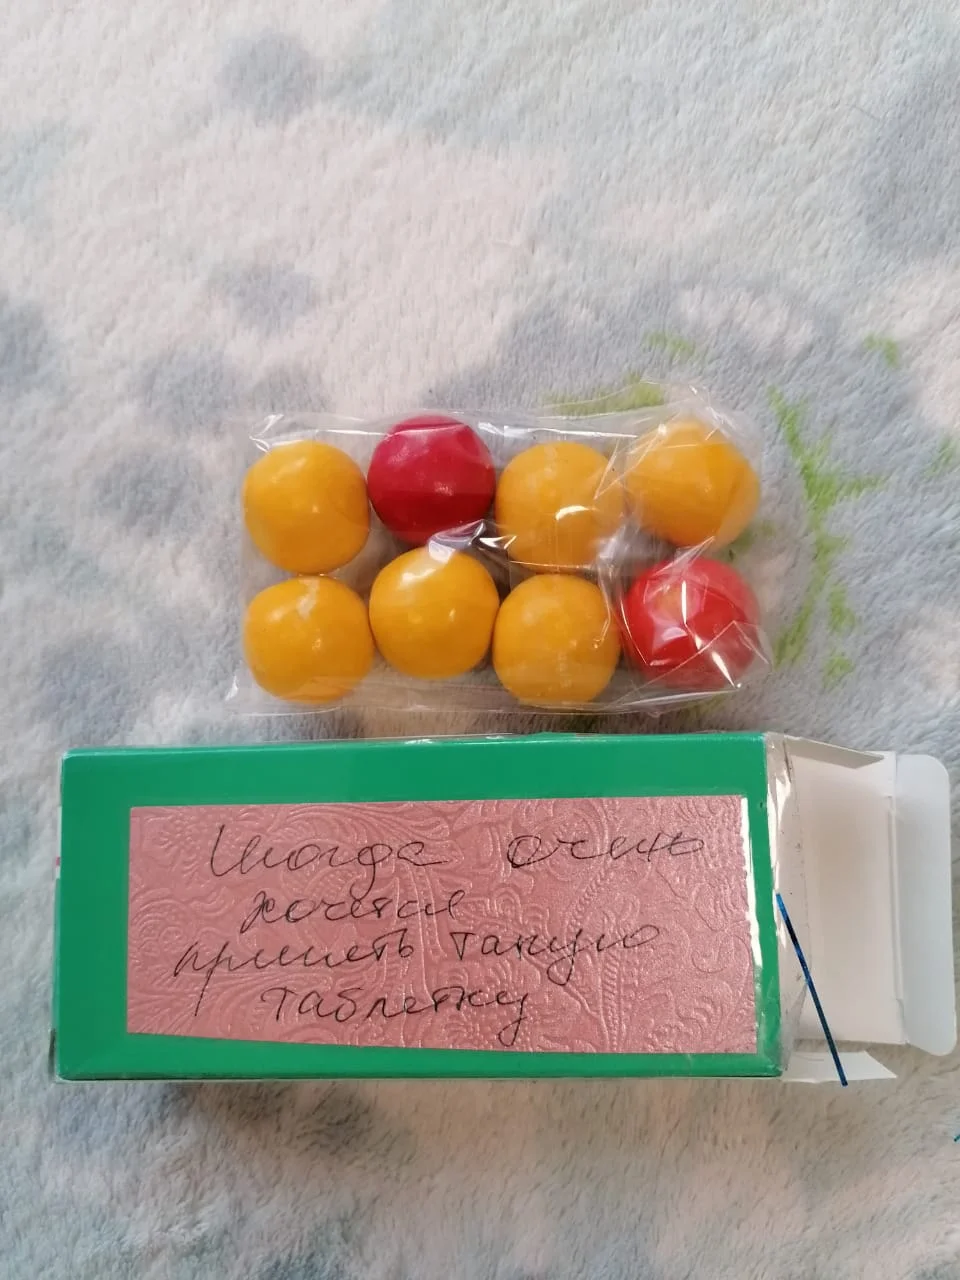 Иногда очень
хочется
принять такую
таблетку